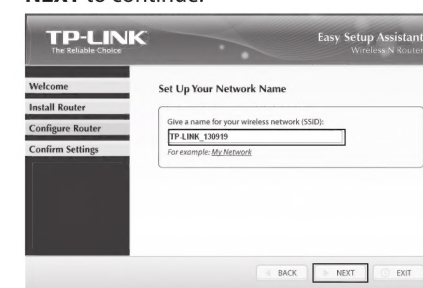 NEXT to continue.
TP-LINK
The Reliable Choice
Easy Setup Assistant
Wireless N Router
Welcome
Install Router
Configure Router
Confirm Settings
Set Up Your Network Name
Give a name for your wireless network (SSID):
TP-LINK_130919
For example: My Network
BACK
NEXT
EXIT